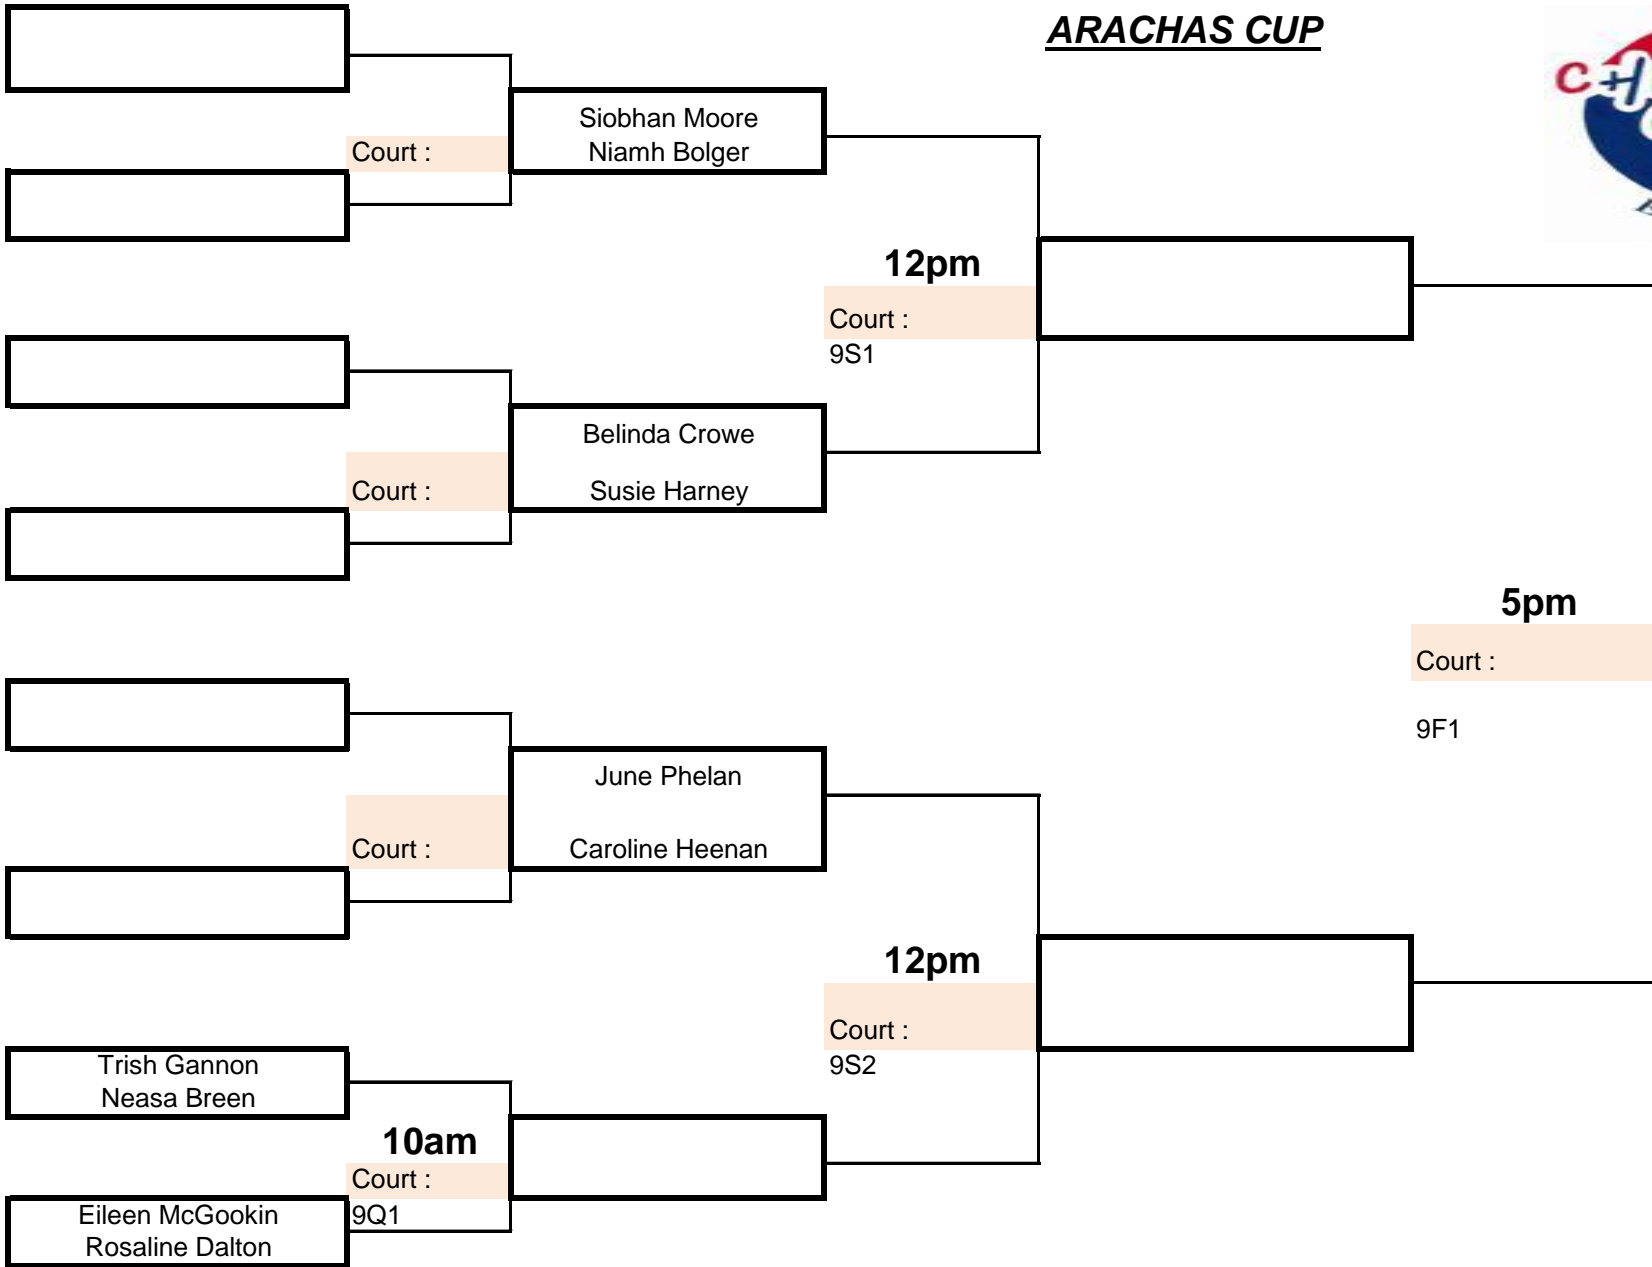 ARACHAS CUP
Siobhan Moore
Niamh Bolger
Court :
12pm
Court :
9S1
Belinda Crowe
Susie Harney
Court :
5pm
Court :
9F1
June Phelan
Caroline Heenan
Court :
12pm
Court :
9S2
Trish Gannon
Neasa Breen
10am
Court :
9Q1
Eileen McGookin
Rosaline Dalton